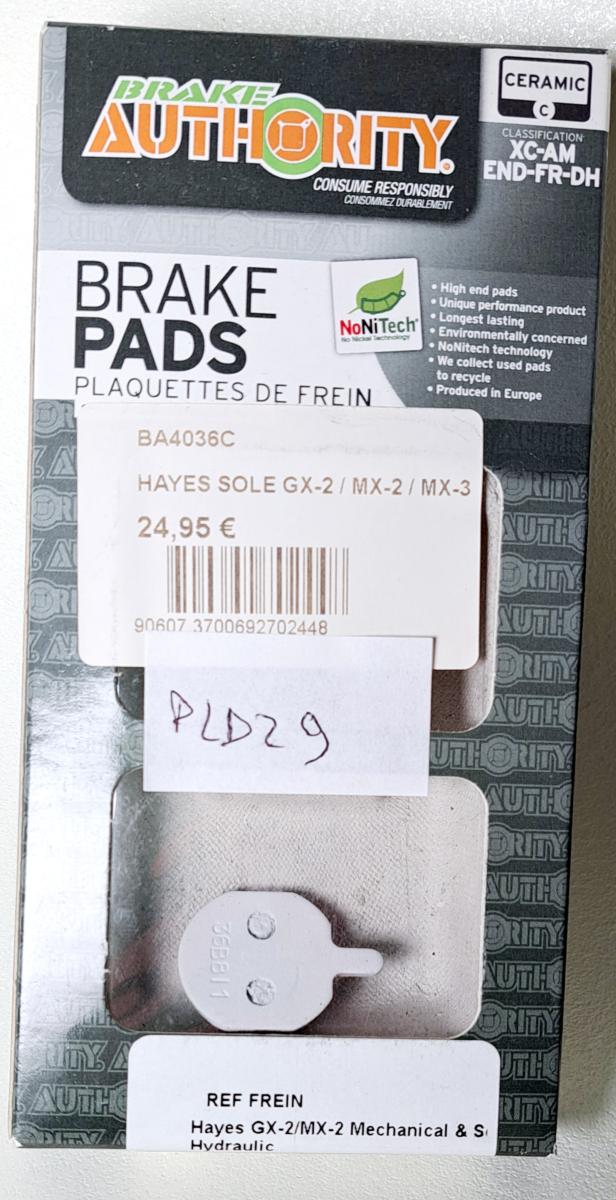 BRAKE
AUTHORITY.
CONSUME RESPONSIBLY
CONSOMMEZ DURABLEMENT
CERAMIC
C
CLASSIFICATION
XC-AM
END-FR-DH
BRAKE
PADS
PLAQUETTES DE FREIN
NoNiTech®
No Nickel Technology
• High end pads
• Unique performance product
• Longest lasting
• Environmentally concerned
• NoNitech technology
• We collect used pads
to recycle
• Produced in Europe
BA4036C
HAYES SOLE GX-2 / MX-2 / MX-3
24,95 €
90607 3700692702448
PLD29
REF FREIN
Hayes GX-2/MX-2 Mechanical & S
Hydraulic